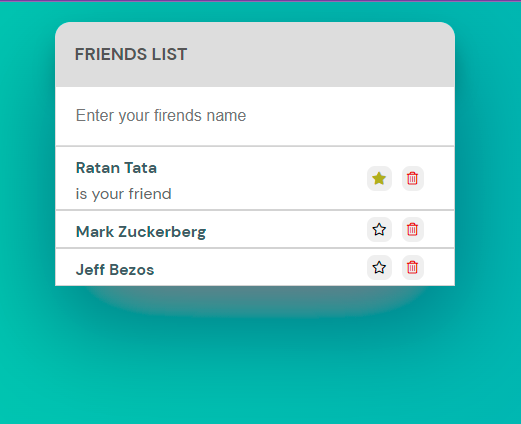 FRIENDS LIST
Enter your firends name
Ratan Tata
is your friend
Mark Zuckerberg
Jeff Bezos